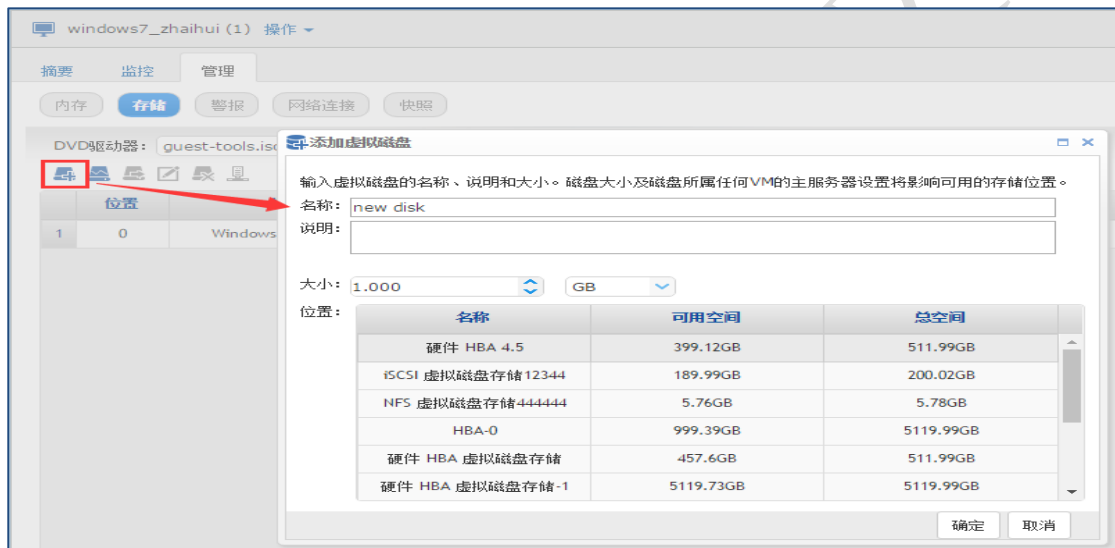 windows7_zhaihui (1) 操作
摘要 监控 管理
内存 存储 警报 网络连接 快照
DVD驱动器: guest-tools.iso
添加虚拟磁盘
输入虚拟磁盘的名称、说明和大小。磁盘大小及磁盘所属任何VM的主服务器设置将影响可用的存储位置。
位置
名称: new disk
1 0 Windows
说明:
大小: 1.000 GB
位置: 名称 可用空间 总空间
硬件 HBA 4.5 399.12GB 511.99GB
iSCSI 虚拟磁盘存储12344 189.99GB 200.02GB
NFS 虚拟磁盘存储444444 5.76GB 5.78GB
HBA-0 999.39GB 5119.99GB
硬件 HBA 虚拟磁盘存储 457.6GB 511.99GB
硬件 HBA 虚拟磁盘存储-1 5119.73GB 5119.99GB
确定 取消